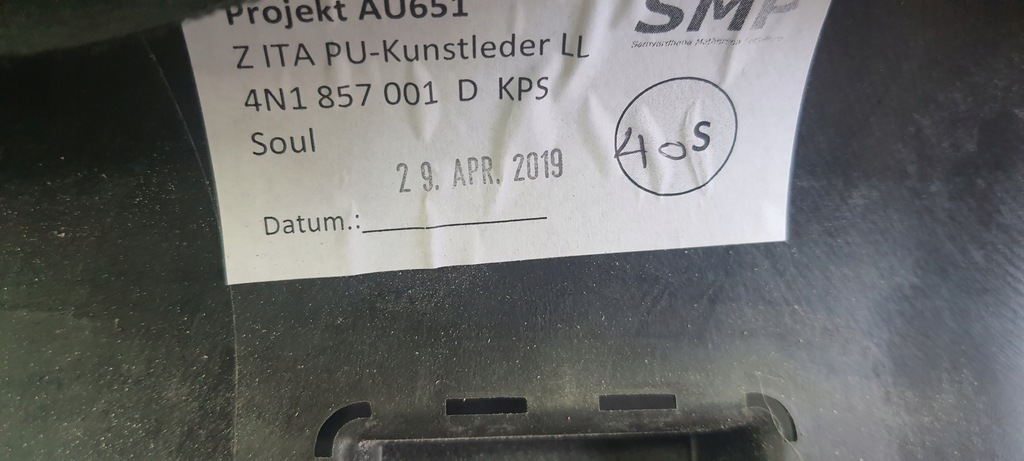 Projekt AU651
SMP
Z ITA PU-Kunstleder LL
4N1 857 001 D KPS
Soul
40S
29. APR. 2019
Datum.: